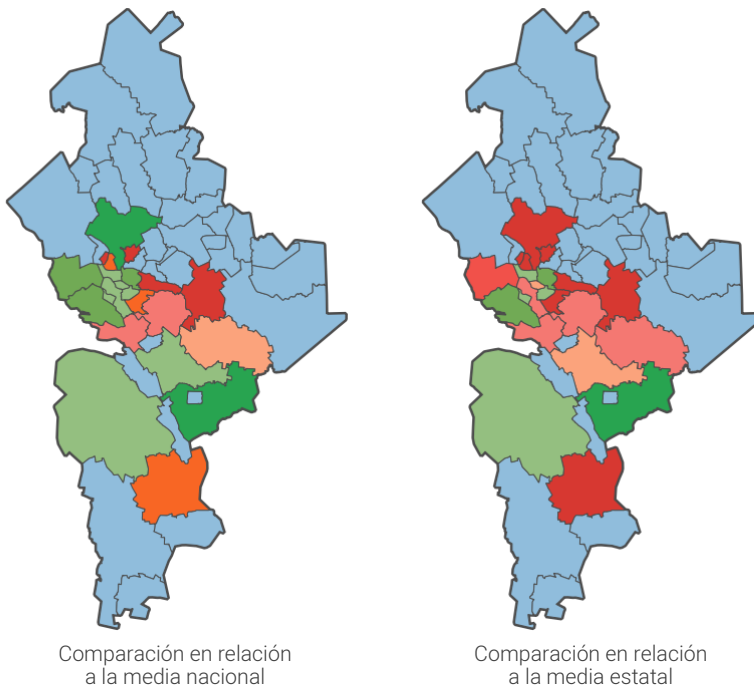 Comparación en relación
a la media nacional
Comparación en relación
a la media estatal